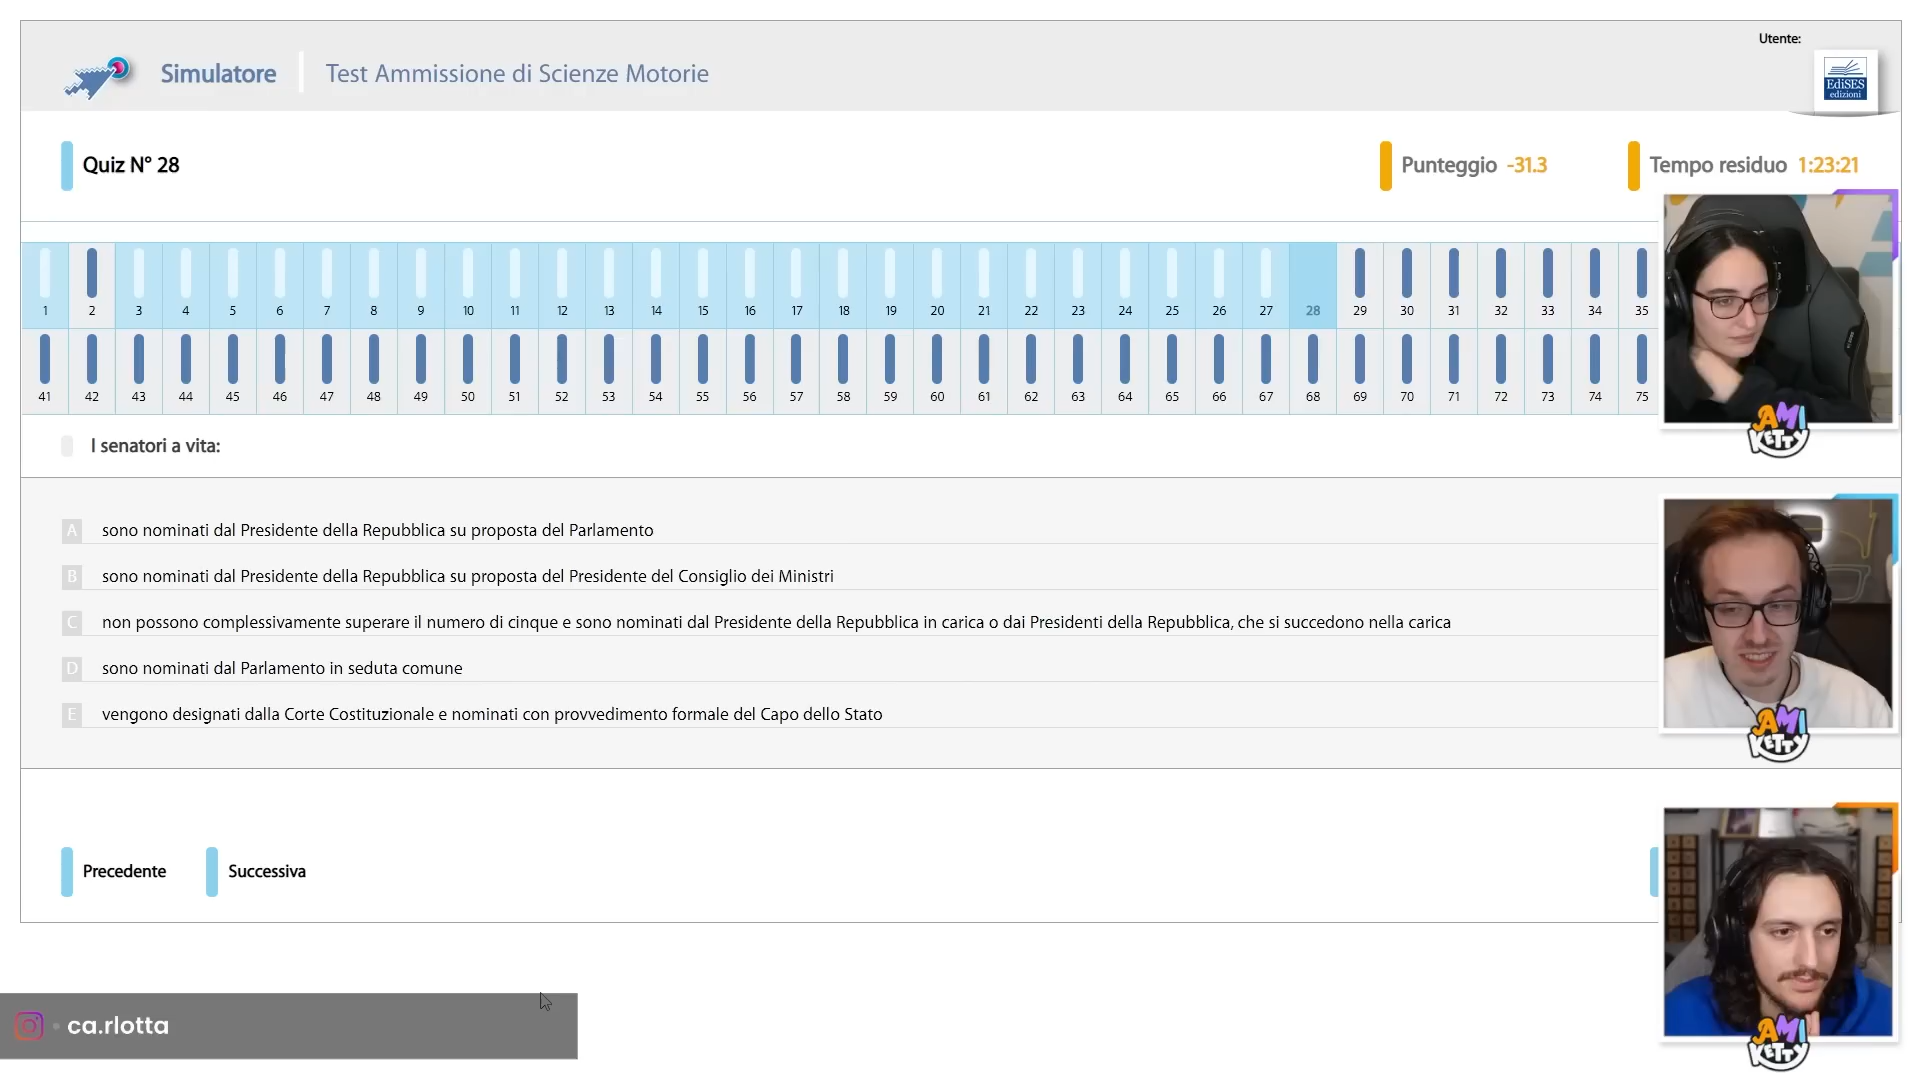 Utente:
Simulatore
Test Ammissione di Scienze Motorie
EdiSES
edizioni
Quiz N° 28
Punteggio -31.3
Tempo residuo 1:23:21
1 2 3 4 5 6 7 8 9 10 11 12 13 14 15 16 17 18 19 20 21 22 23 24 25 26 27 28 29 30 31 32 33 34 35
41 42 43 44 45 46 47 48 49 50 51 52 53 54 55 56 57 58 59 60 61 62 63 64 65 66 67 68 69 70 71 72 73 74 75
AMI
KETTY
I senatori a vita:
A sono nominati dal Presidente della Repubblica su proposta del Parlamento
B sono nominati dal Presidente della Repubblica su proposta del Presidente del Consiglio dei Ministri
C non possono complessivamente superare il numero di cinque e sono nominati dal Presidente della Repubblica in carica o dai Presidenti della Repubblica, che si succedono nella carica
D sono nominati dal Parlamento in seduta comune
E vengono designati dalla Corte Costituzionale e nominati con provvedimento formale del Capo dello Stato
AMI
KETTY
Precedente
Successiva
ca.rlotta
AMI
KETTY